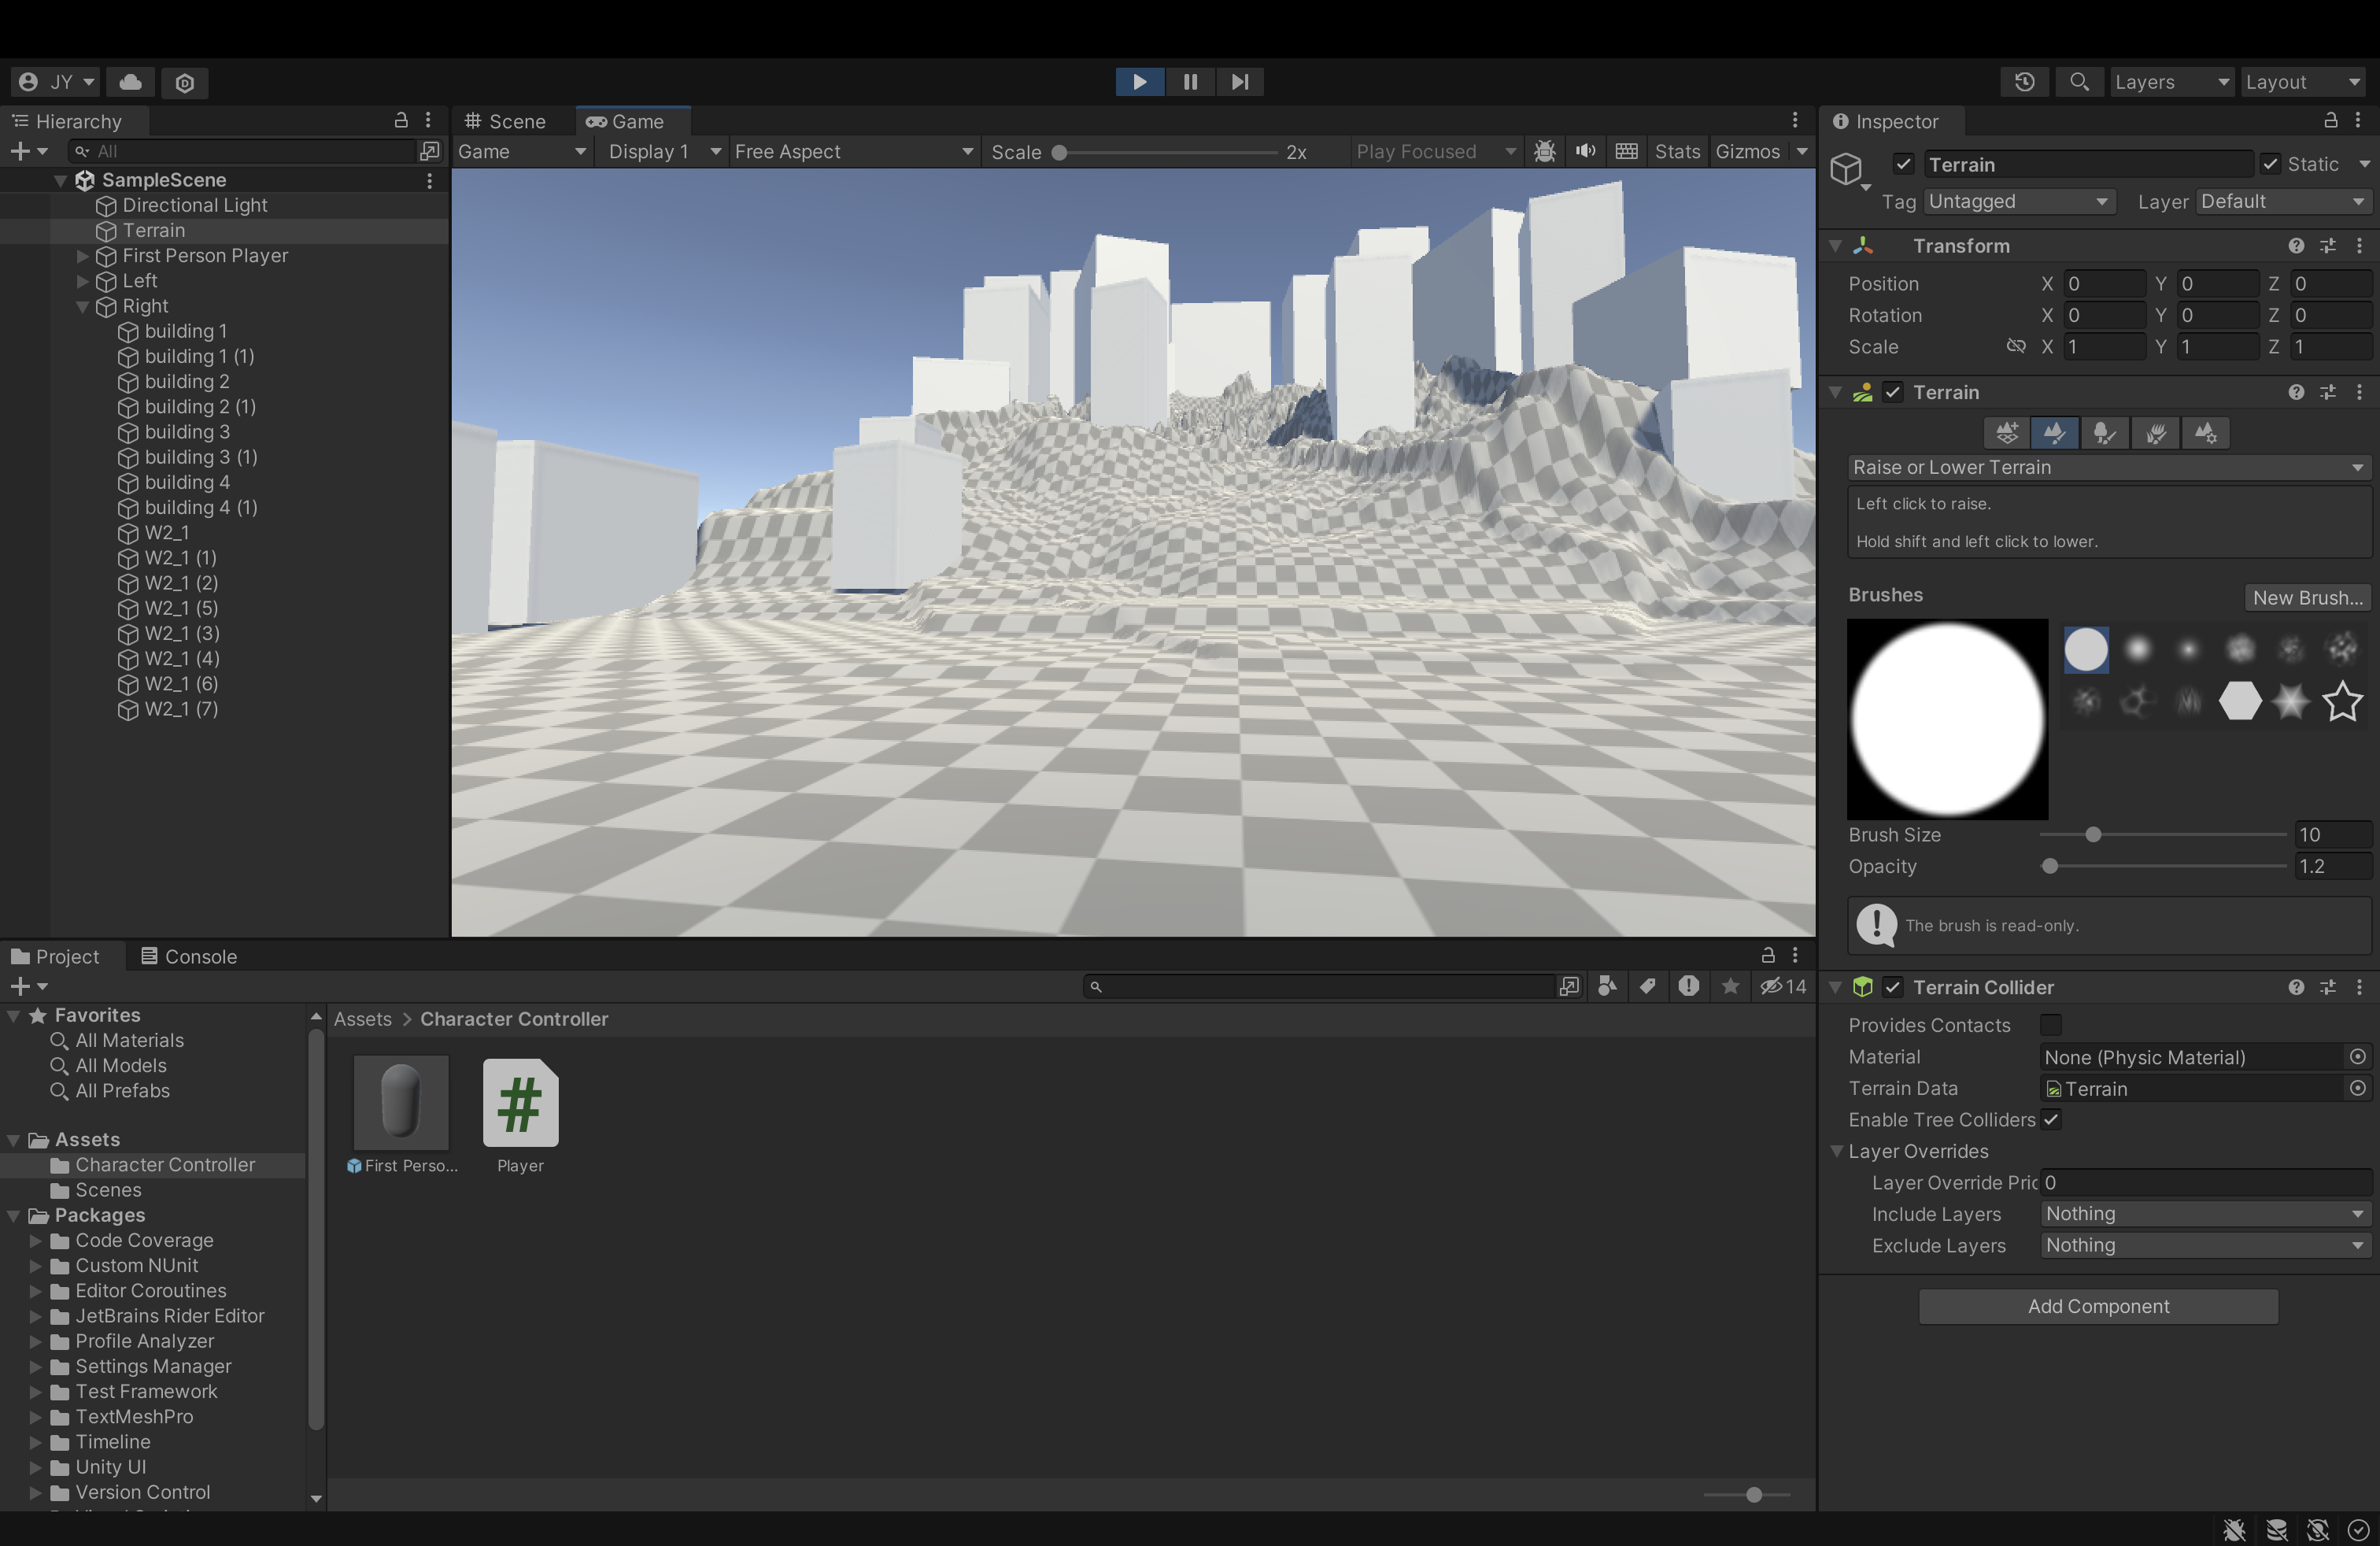 JY
Layers
Layout
Hierarchy
All
SampleScene
Directional Light
Terrain
First Person Player
Left
Right
building 1
building 1 (1)
building 2
building 2 (1)
building 3
building 3 (1)
building 4
building 4 (1)
W2_1
W2_1 (1)
W2_1 (2)
W2_1 (5)
W2_1 (3)
W2_1 (4)
W2_1 (6)
W2_1 (7)
Scene
Game
Game
Display 1
Free Aspect
Scale
2x
Play Focused
Stats
Gizmos
Inspector
Terrain
Static
Tag Untagged
Layer Default
Transform
Position X 0 Y 0 Z 0
Rotation X 0 Y 0 Z 0
Scale X 1 Y 1 Z 1
Terrain
Raise or Lower Terrain
Left click to raise.
Hold shift and left click to lower.
Brushes
New Brush...
Brush Size 10
Opacity 1.2
The brush is read-only.
Terrain Collider
Provides Contacts
Material None (Physic Material)
Terrain Data Terrain
Enable Tree Colliders
Layer Overrides
Layer Override Pric 0
Include Layers Nothing
Exclude Layers Nothing
Add Component
Project
Console
14
Favorites
All Materials
All Models
All Prefabs
Assets
Character Controller
Scenes
Packages
Code Coverage
Custom NUnit
Editor Coroutines
JetBrains Rider Editor
Profile Analyzer
Settings Manager
Test Framework
TextMeshPro
Timeline
Unity UI
Version Control
Assets > Character Controller
First Perso...
#
Player